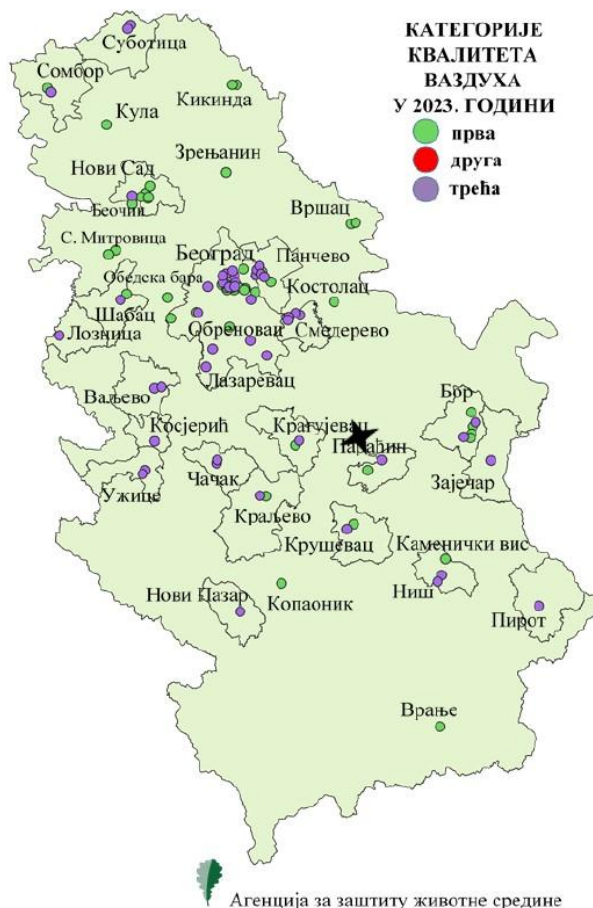 КАТЕГОРИЈЕ
КВАЛИТЕТА
ВАЗДУХА
У 2023. ГОДИНИ
прва
друга
трећа
Суботица
Сомбор
Кикинда
Кула
Зрењанин
Нови Сад
Беочин
Вршац
С. Митровица
Београд
Панчево
Обедска бара
Костолац
Шабац
Обреновац
Смедерево
Лозница
Лазаревац
Ваљево
Бор
Косјерић
Крагујевац
Параћин
Зајечар
Ужице
Чачак
Краљево
Крушевац
Каменички вис
Нови Пазар
Копаоник
Ниш
Пирот
Врање
Агенција за заштиту животне средине